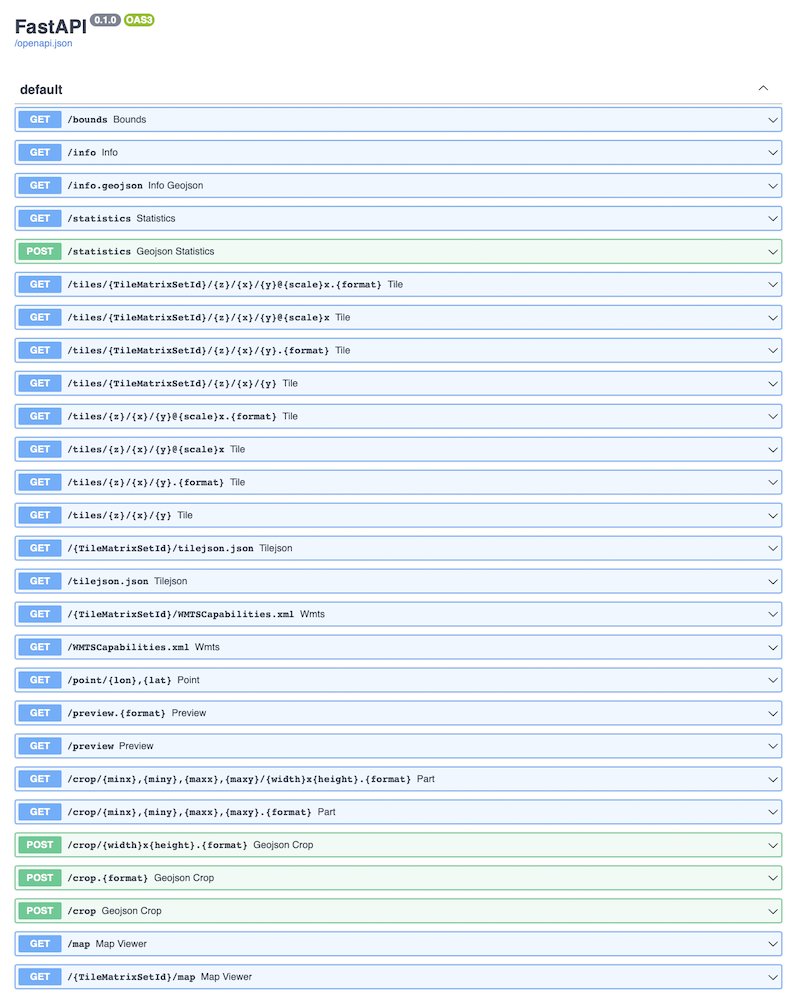 FastAPI 0.1.0 OAS3
/openapi.json
default
GET /bounds Bounds
GET /info Info
GET /info.geojson Info Geojson
GET /statistics Statistics
POST /statistics Geojson Statistics
GET /tiles/{TileMatrixSetId}/{z}/{x}/{y}@{scale}x.{format} Tile
GET /tiles/{TileMatrixSetId}/{z}/{x}/{y}@{scale}x Tile
GET /tiles/{TileMatrixSetId}/{z}/{x}/{y}.{format} Tile
GET /tiles/{TileMatrixSetId}/{z}/{x}/{y} Tile
GET /tiles/{z}/{x}/{y}@{scale}x.{format} Tile
GET /tiles/{z}/{x}/{y}@{scale}x Tile
GET /tiles/{z}/{x}/{y}.{format} Tile
GET /tiles/{z}/{x}/{y} Tile
GET /{TileMatrixSetId}/tilejson.json Tilejson
GET /tilejson.json Tilejson
GET /{TileMatrixSetId}/WMTSCapabilities.xml Wmts
GET /WMTSCapabilities.xml Wmts
GET /point/{lon},{lat} Point
GET /preview.{format} Preview
GET /preview Preview
GET /crop/{minx},{miny},{maxx},{maxy}/{width}x{height}.{format} Part
GET /crop/{minx},{miny},{maxx},{maxy}.{format} Part
POST /crop/{width}x{height}.{format} Geojson Crop
POST /crop.{format} Geojson Crop
POST /crop Geojson Crop
GET /map Map Viewer
GET /{TileMatrixSetId}/map Map Viewer